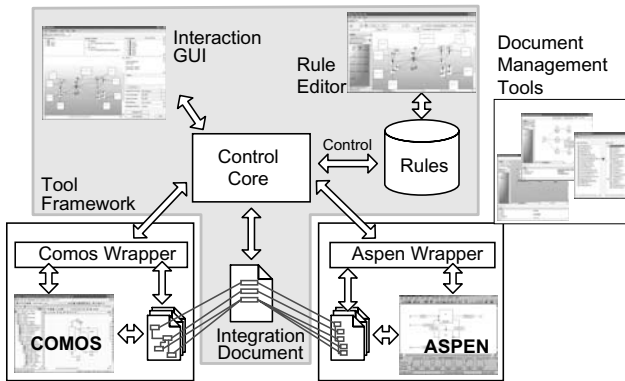 Interaction
GUI
Rule
Editor
Document
Management
Tools
Control
Core
Control
Rules
Tool
Framework
Comos Wrapper
Aspen Wrapper
COMOS
Integration
Document
ASPEN